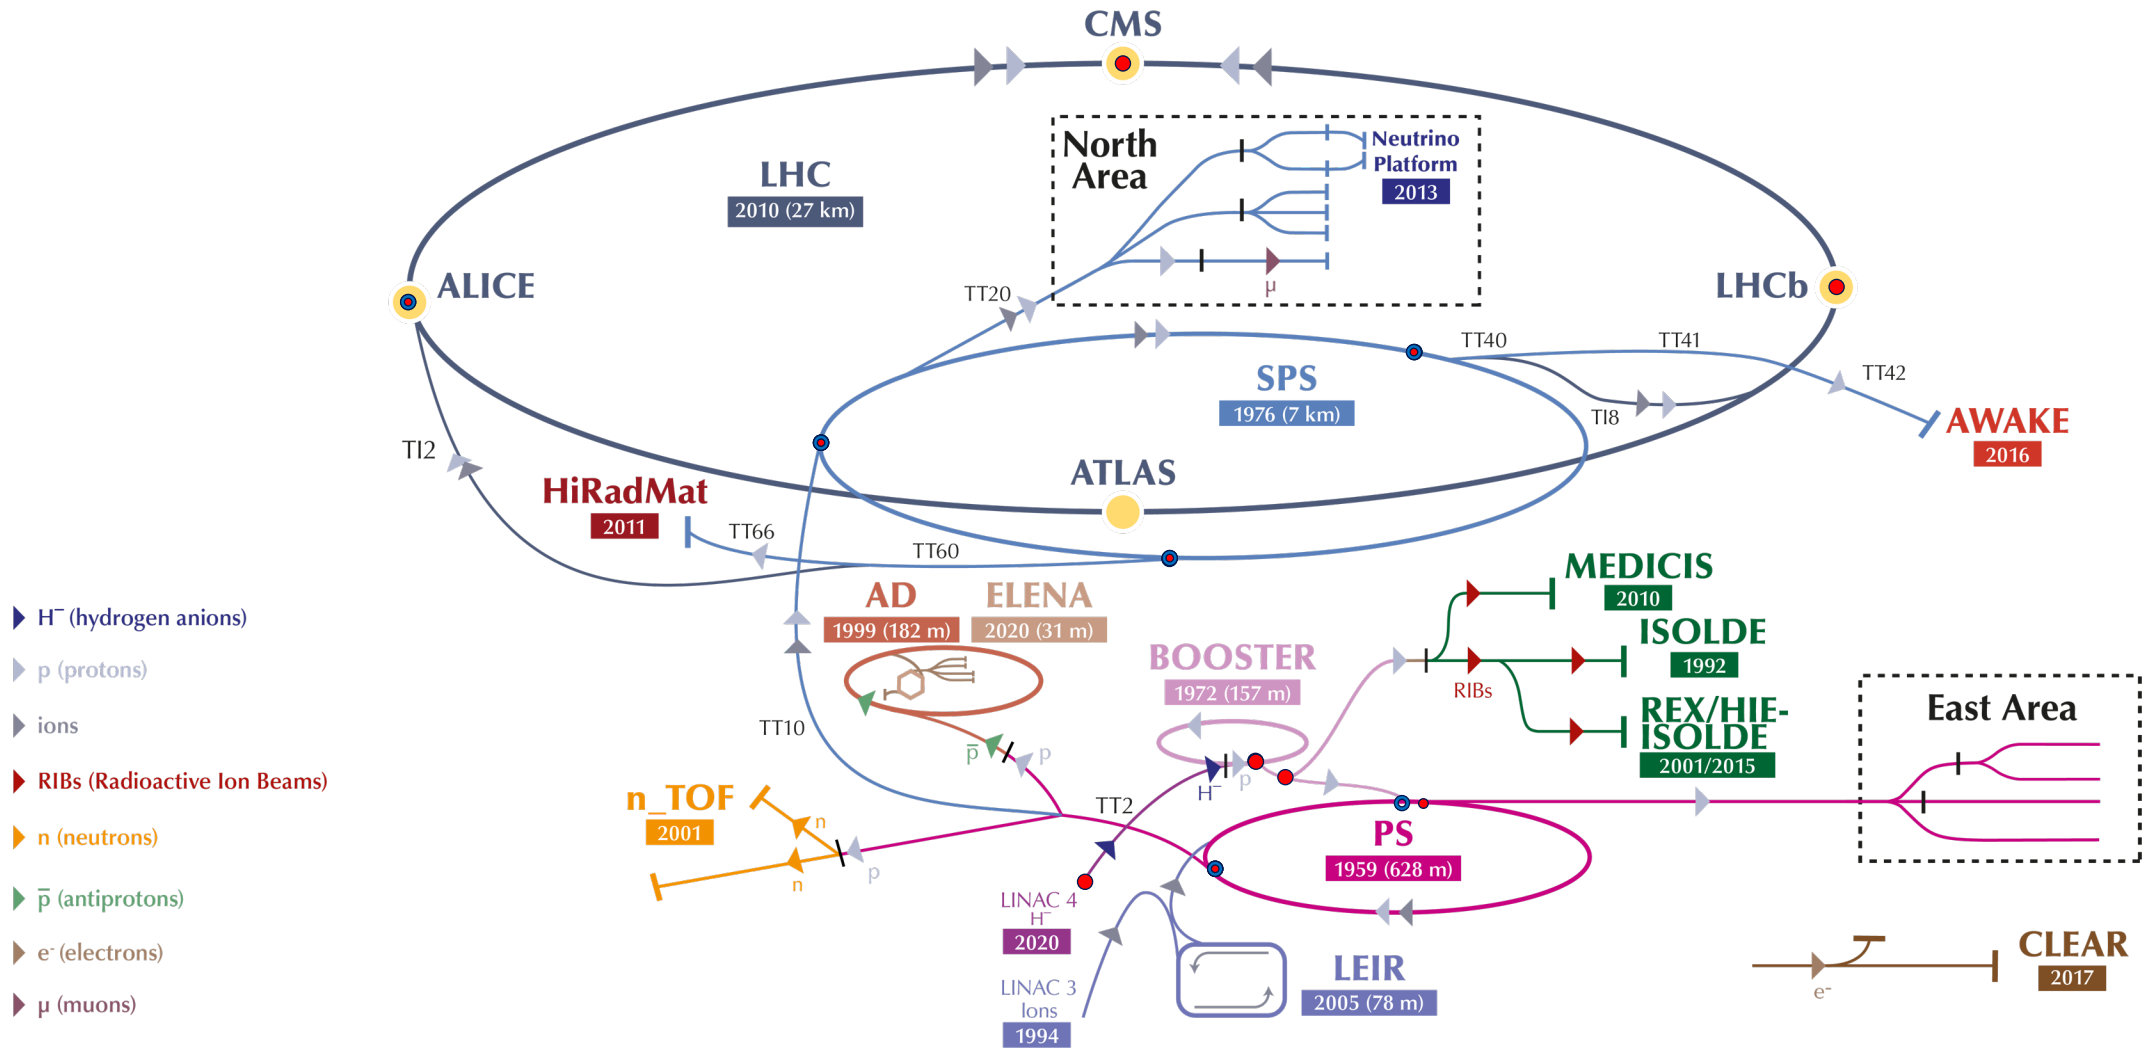 CMS
North
Area
Neutrino
Platform
2013
μ
LHC
2010 (27 km)
ALICE
LHCb
TT20
TT40
TT41
TT42
TI8
SPS
1976 (7 km)
AWAKE
2016
TI2
ATLAS
HiRadMat
2011
TT66
TT60
MEDICIS
2010
AD
1999 (182 m)
ELENA
2020 (31 m)
ISOLDE
1992
BOOSTER
1972 (157 m)
RIBs
REX/HIE-
ISOLDE
2001/2015
East Area
TT10
p̅
p
H⁻
p
n_TOF
2001
n
n
p
TT2
PS
1959 (628 m)
LINAC 4
H⁻
2020
LINAC 3
Ions
1994
LEIR
2005 (78 m)
CLEAR
2017
e-
H⁻ (hydrogen anions)
p (protons)
ions
RIBs (Radioactive Ion Beams)
n (neutrons)
p̅ (antiprotons)
e- (electrons)
μ (muons)